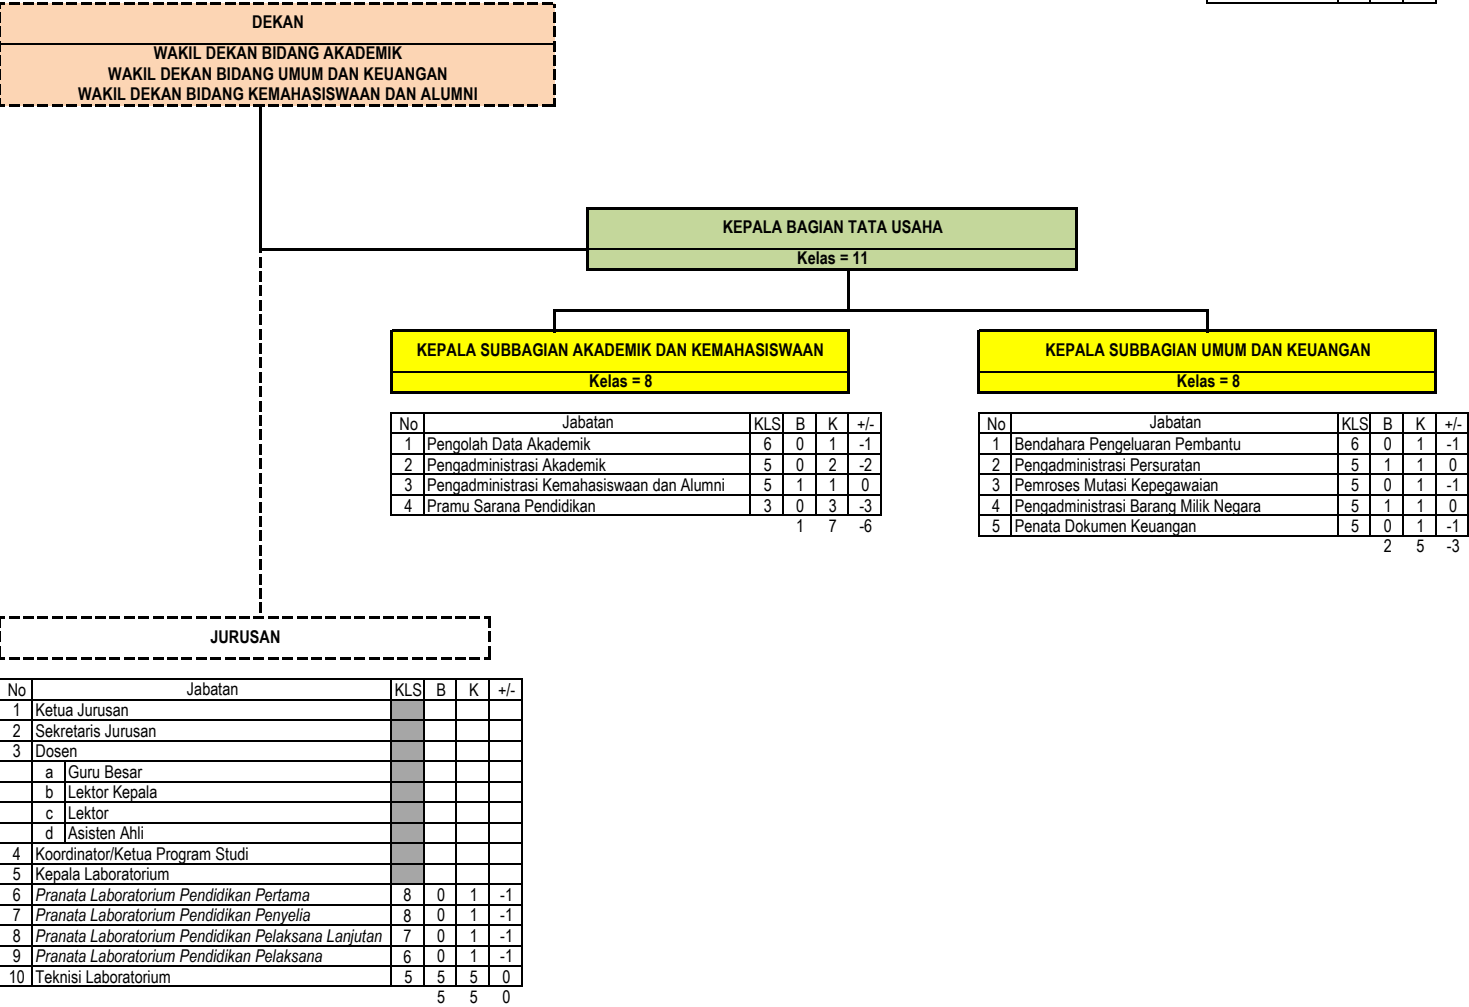 DEKAN
WAKIL DEKAN BIDANG AKADEMIK
WAKIL DEKAN BIDANG UMUM DAN KEUANGAN
WAKIL DEKAN BIDANG KEMAHASISWAAN DAN ALUMNI
KEPALA BAGIAN TATA USAHA
Kelas = 11
KEPALA SUBBAGIAN AKADEMIK DAN KEMAHASISWAAN
Kelas = 8
No Jabatan KLS B K +/-
1 Pengolah Data Akademik 6 0 1 -1
2 Pengadministrasi Akademik 5 0 2 -2
3 Pengadministrasi Kemahasiswaan dan Alumni 5 1 1 0
4 Pramu Sarana Pendidikan 3 0 3 -3
1 7 -6
KEPALA SUBBAGIAN UMUM DAN KEUANGAN
Kelas = 8
No Jabatan KLS B K +/-
1 Bendahara Pengeluaran Pembantu 6 0 1 -1
2 Pengadministrasi Persuratan 5 1 1 0
3 Pemroses Mutasi Kepegawaian 5 0 1 -1
4 Pengadministrasi Barang Milik Negara 5 1 1 0
5 Penata Dokumen Keuangan 5 0 1 -1
2 5 -3
JURUSAN
No Jabatan KLS B K +/-
1 Ketua Jurusan
2 Sekretaris Jurusan
3 Dosen
a Guru Besar
b Lektor Kepala
c Lektor
d Asisten Ahli
4 Koordinator/Ketua Program Studi
5 Kepala Laboratorium
6 Pranata Laboratorium Pendidikan Pertama 8 0 1 -1
7 Pranata Laboratorium Pendidikan Penyelia 8 0 1 -1
8 Pranata Laboratorium Pendidikan Pelaksana Lanjutan 7 0 1 -1
9 Pranata Laboratorium Pendidikan Pelaksana 6 0 1 -1
10 Teknisi Laboratorium 5 5 5 0
5 5 0